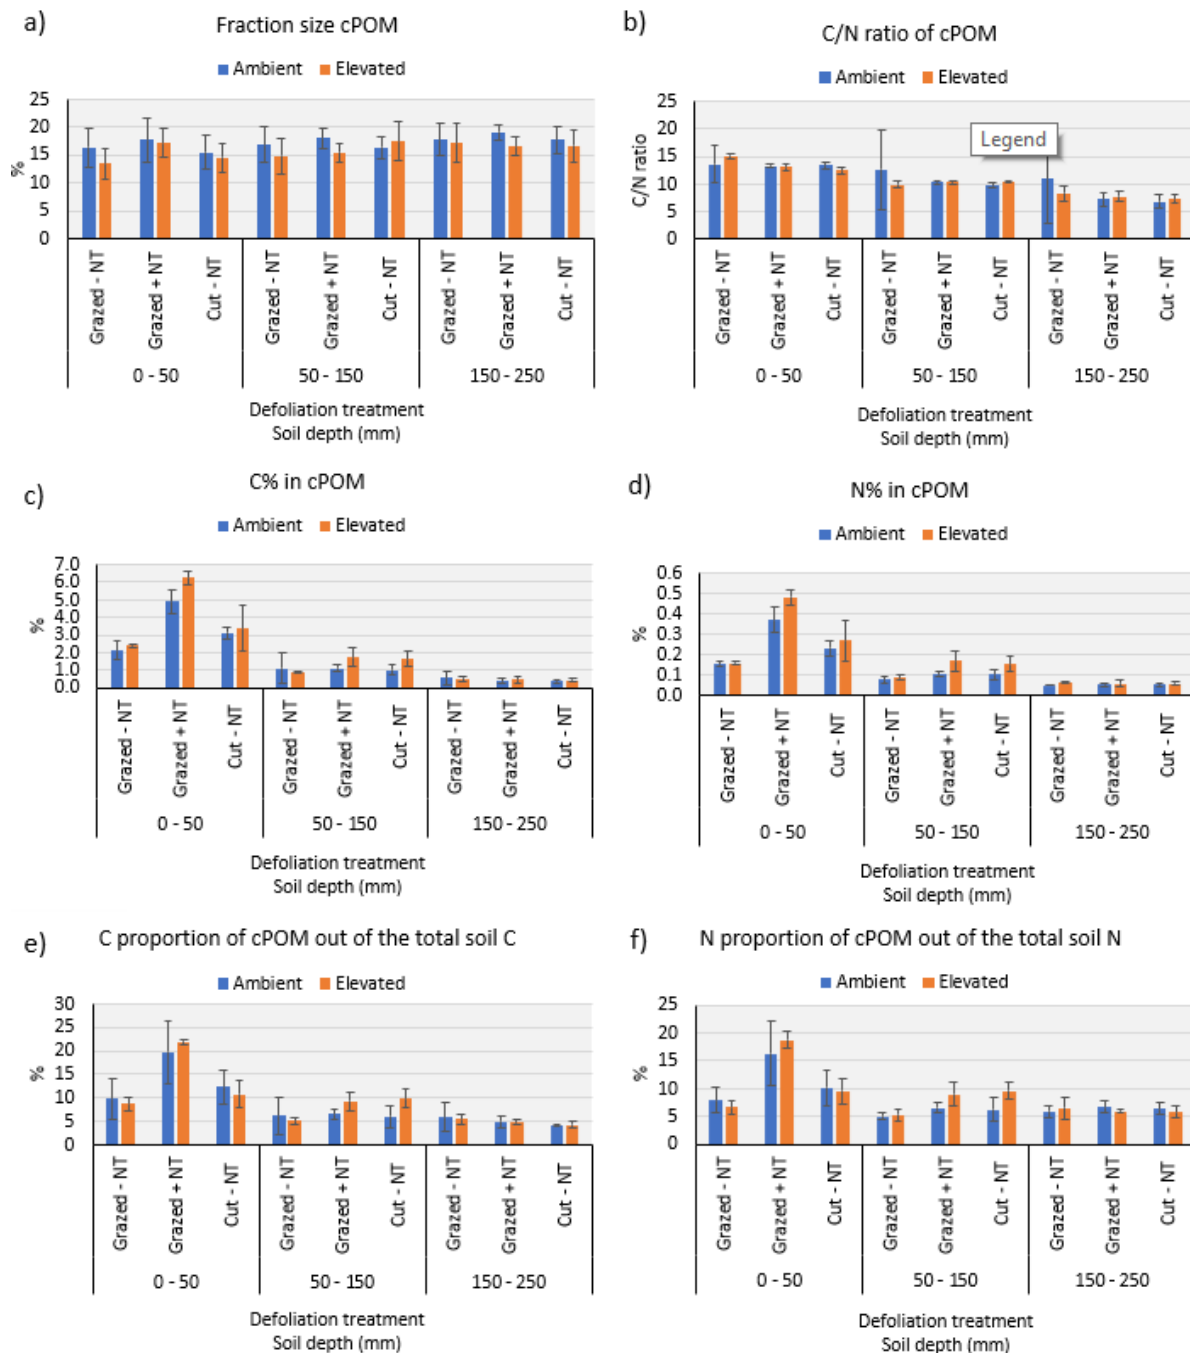 a)
Fraction size cPOM
Ambient Elevated
25
20
15
10
5
0
%
Grazed - NT
Grazed + NT
Cut - NT
Grazed - NT
Grazed + NT
Cut - NT
Grazed - NT
Grazed + NT
Cut - NT
0 - 50 50 - 150 150 - 250
Defoliation treatment
Soil depth (mm)
b)
C/N ratio of cPOM
Ambient Elevated
25
20
15
10
5
0
C/N ratio
Legend
Grazed - NT
Grazed + NT
Cut - NT
Grazed - NT
Grazed + NT
Cut - NT
Grazed - NT
Grazed + NT
Cut - NT
0 - 50 50 - 150 150 - 250
Defoliation treatment
Soil depth (mm)
c)
C% in cPOM
Ambient Elevated
7.0
6.0
5.0
4.0
3.0
2.0
1.0
0.0
%
Grazed - NT
Grazed + NT
Cut - NT
Grazed - NT
Grazed + NT
Cut - NT
Grazed - NT
Grazed + NT
Cut - NT
0 - 50 50 - 150 150 - 250
Defoliation treatment
Soil depth (mm)
d)
N% in cPOM
Ambient Elevated
0.6
0.5
0.4
0.3
0.2
0.1
0.0
%
Grazed - NT
Grazed + NT
Cut - NT
Grazed - NT
Grazed + NT
Cut - NT
Grazed - NT
Grazed + NT
Cut - NT
0 - 50 50 - 150 150 - 250
Defoliation treatment
Soil depth (mm)
e)
C proportion of cPOM out of the total soil C
Ambient Elevated
30
25
20
15
10
5
0
%
Grazed - NT
Grazed + NT
Cut - NT
Grazed - NT
Grazed + NT
Cut - NT
Grazed - NT
Grazed + NT
Cut - NT
0 - 50 50 - 150 150 - 250
Defoliation treatment
Soil depth (mm)
f)
N proportion of cPOM out of the total soil N
Ambient Elevated
25
20
15
10
5
0
%
Grazed - NT
Grazed + NT
Cut - NT
Grazed - NT
Grazed + NT
Cut - NT
Grazed - NT
Grazed + NT
Cut - NT
0 - 50 50 - 150 150 - 250
Defoliation treatment
Soil depth (mm)